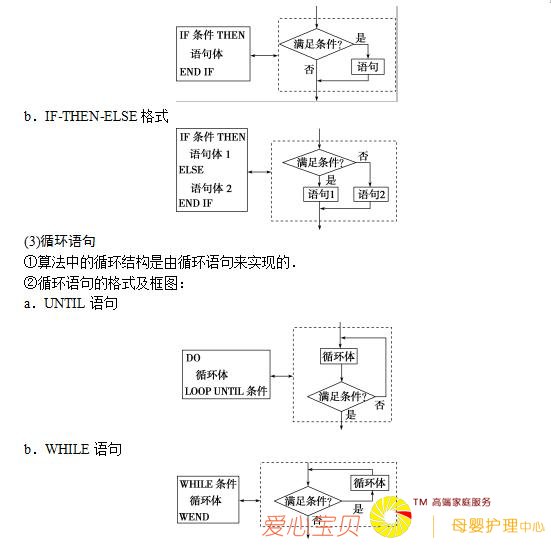 IF 条件 THEN
语句体
END IF
满足条件?
是
语句
否
b．IF-THEN-ELSE 格式
IF 条件 THEN
语句体 1
ELSE
语句体 2
END IF
满足条件?
否
是
语句1
语句2
(3)循环语句
①算法中的循环结构是由循环语句来实现的．
②循环语句的格式及框图：
a．UNTIL 语句
DO
循环体
LOOP UNTIL 条件
循环体
满足条件?
否
是
b．WHILE 语句
WHILE 条件
循环体
WEND
循环体
满足条件?
是
否
爱心宝贝
TM 高端家庭服务
母婴护理中心